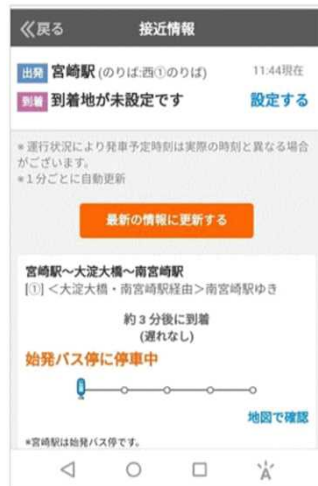 《戻る 接近情報
出発 宮崎駅 (のりば:西①のりば) 11:44現在
到着 到着地が未設定です 設定する
* 運行状況により発車予定時刻は実際の時刻と異なる場合
がございます。
*1分ごとに自動更新
最新の情報に更新する
宮崎駅～大淀大橋～南宮崎駅
[①] <大淀大橋・南宮崎駅経由>南宮崎駅ゆき
約 3 分後に到着
(遅れなし)
始発バス停に停車中
地図で確認
*宮崎駅は始発バス停です。